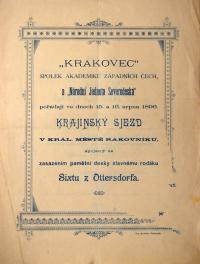 „KRAKOVEC"
SPOLEK AKADEMIKŮ ZÁPADNÍCH ČECH,
a „Národní Jednota Severočeská"
pořádají ve dnech 15. a 16. srpna 1896.
KRAJINSKÝ SJEZD
V KRÁL. MĚSTĚ RAKOVNÍKU,
spojený se
zasazením pamětní desky slavnému rodáku
Sixtu z Ottersdorfa.